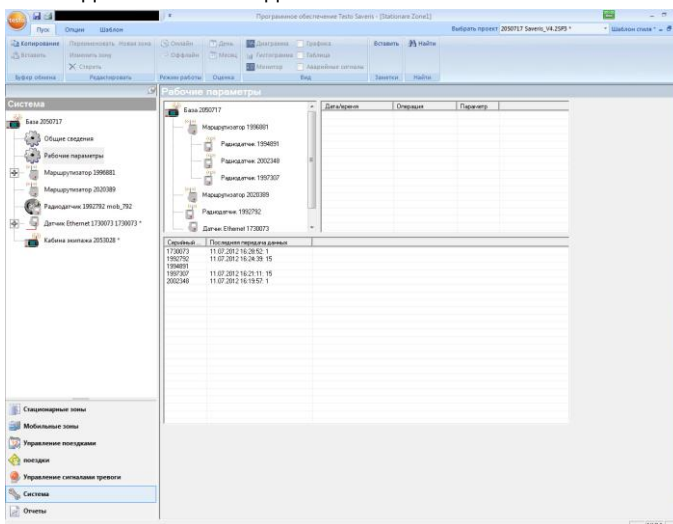 testo
Программное обеспечение Testo Saveris - [Stationäre Zone1]
Пуск Опции Шаблон
Выбрать проект 2050717 Saveris_V4.2SP3 *
Шаблон стиля
Копирование
Вставить
Буфер обмена
Переименовать Новая зона
Изменить зону
Стереть
Редактировать
Онлайн
Оффлайн
Режим работы
День
Месяц
Оценка
Диаграмма Графика
Гистограмма Таблица
Монитор Аварийные сигналы
Вид
Вставить
Заметки
Найти
Найти
Система
База 2050717
Общие сведения
Рабочие параметры
Маршрутизатор 1996881
Маршрутизатор 2020389
Радиодатчик 1992792 mob_792
Датчик Ethernet 1730073 1730073 *
Кабина экипажа 2053028 *
Стационарные зоны
Мобильные зоны
Управление поездками
поездки
Управление сигналами тревоги
Система
Отчеты
Рабочие параметры
База 2050717
Маршрутизатор 1996881
Радиодатчик 1994891
Радиодатчик 2002348
Радиодатчик 1997307
Маршрутизатор 2020389
Радиодатчик 1992792
Датчик Ethernet 1730073
Дата/время Операция Параметр
Серийный ... Последняя передача данных
1730073 11.07.2012 16:28:52: 1
1992792 11.07.2012 16:24:39: 15
1994891
1997307 11.07.2012 16:21:11: 15
2002348 11.07.2012 16:19:57: 1